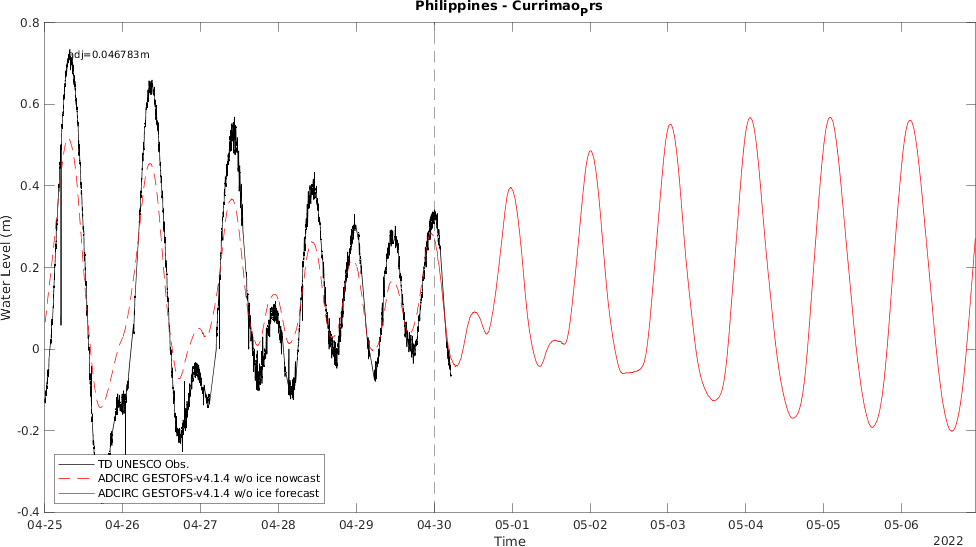 Philippines - Currimao_prs
adj=0.046783m
Water Level (m)
0.8
0.6
0.4
0.2
0
-0.2
-0.4
TD UNESCO Obs.
ADCIRC GESTOFS-v4.1.4 w/o ice nowcast
ADCIRC GESTOFS-v4.1.4 w/o ice forecast
04-25 04-26 04-27 04-28 04-29 04-30 05-01 05-02 05-03 05-04 05-05 05-06
Time
2022